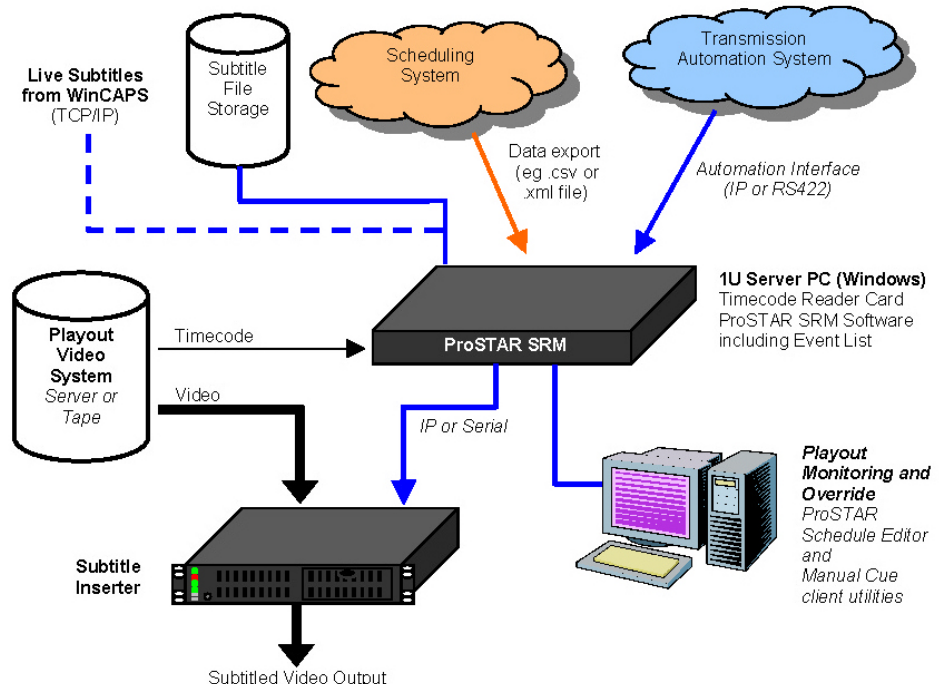 Live Subtitles
from WinCAPS
(TCP/IP)
Subtitle
File
Storage
Scheduling
System
Transmission
Automation System
Data export
(eg .csv or
.xml file)
Automation Interface
(IP or RS422)
1U Server PC (Windows)
Timecode Reader Card
ProSTAR SRM Software
including Event List
Playout
Video
System
Server or
Tape
Timecode
ProSTAR SRM
Video
IP or Serial
Playout
Monitoring and
Override
ProSTAR
Schedule Editor
and
Manual Cue
client utilities
Subtitle
Inserter
Subtitled Video Output